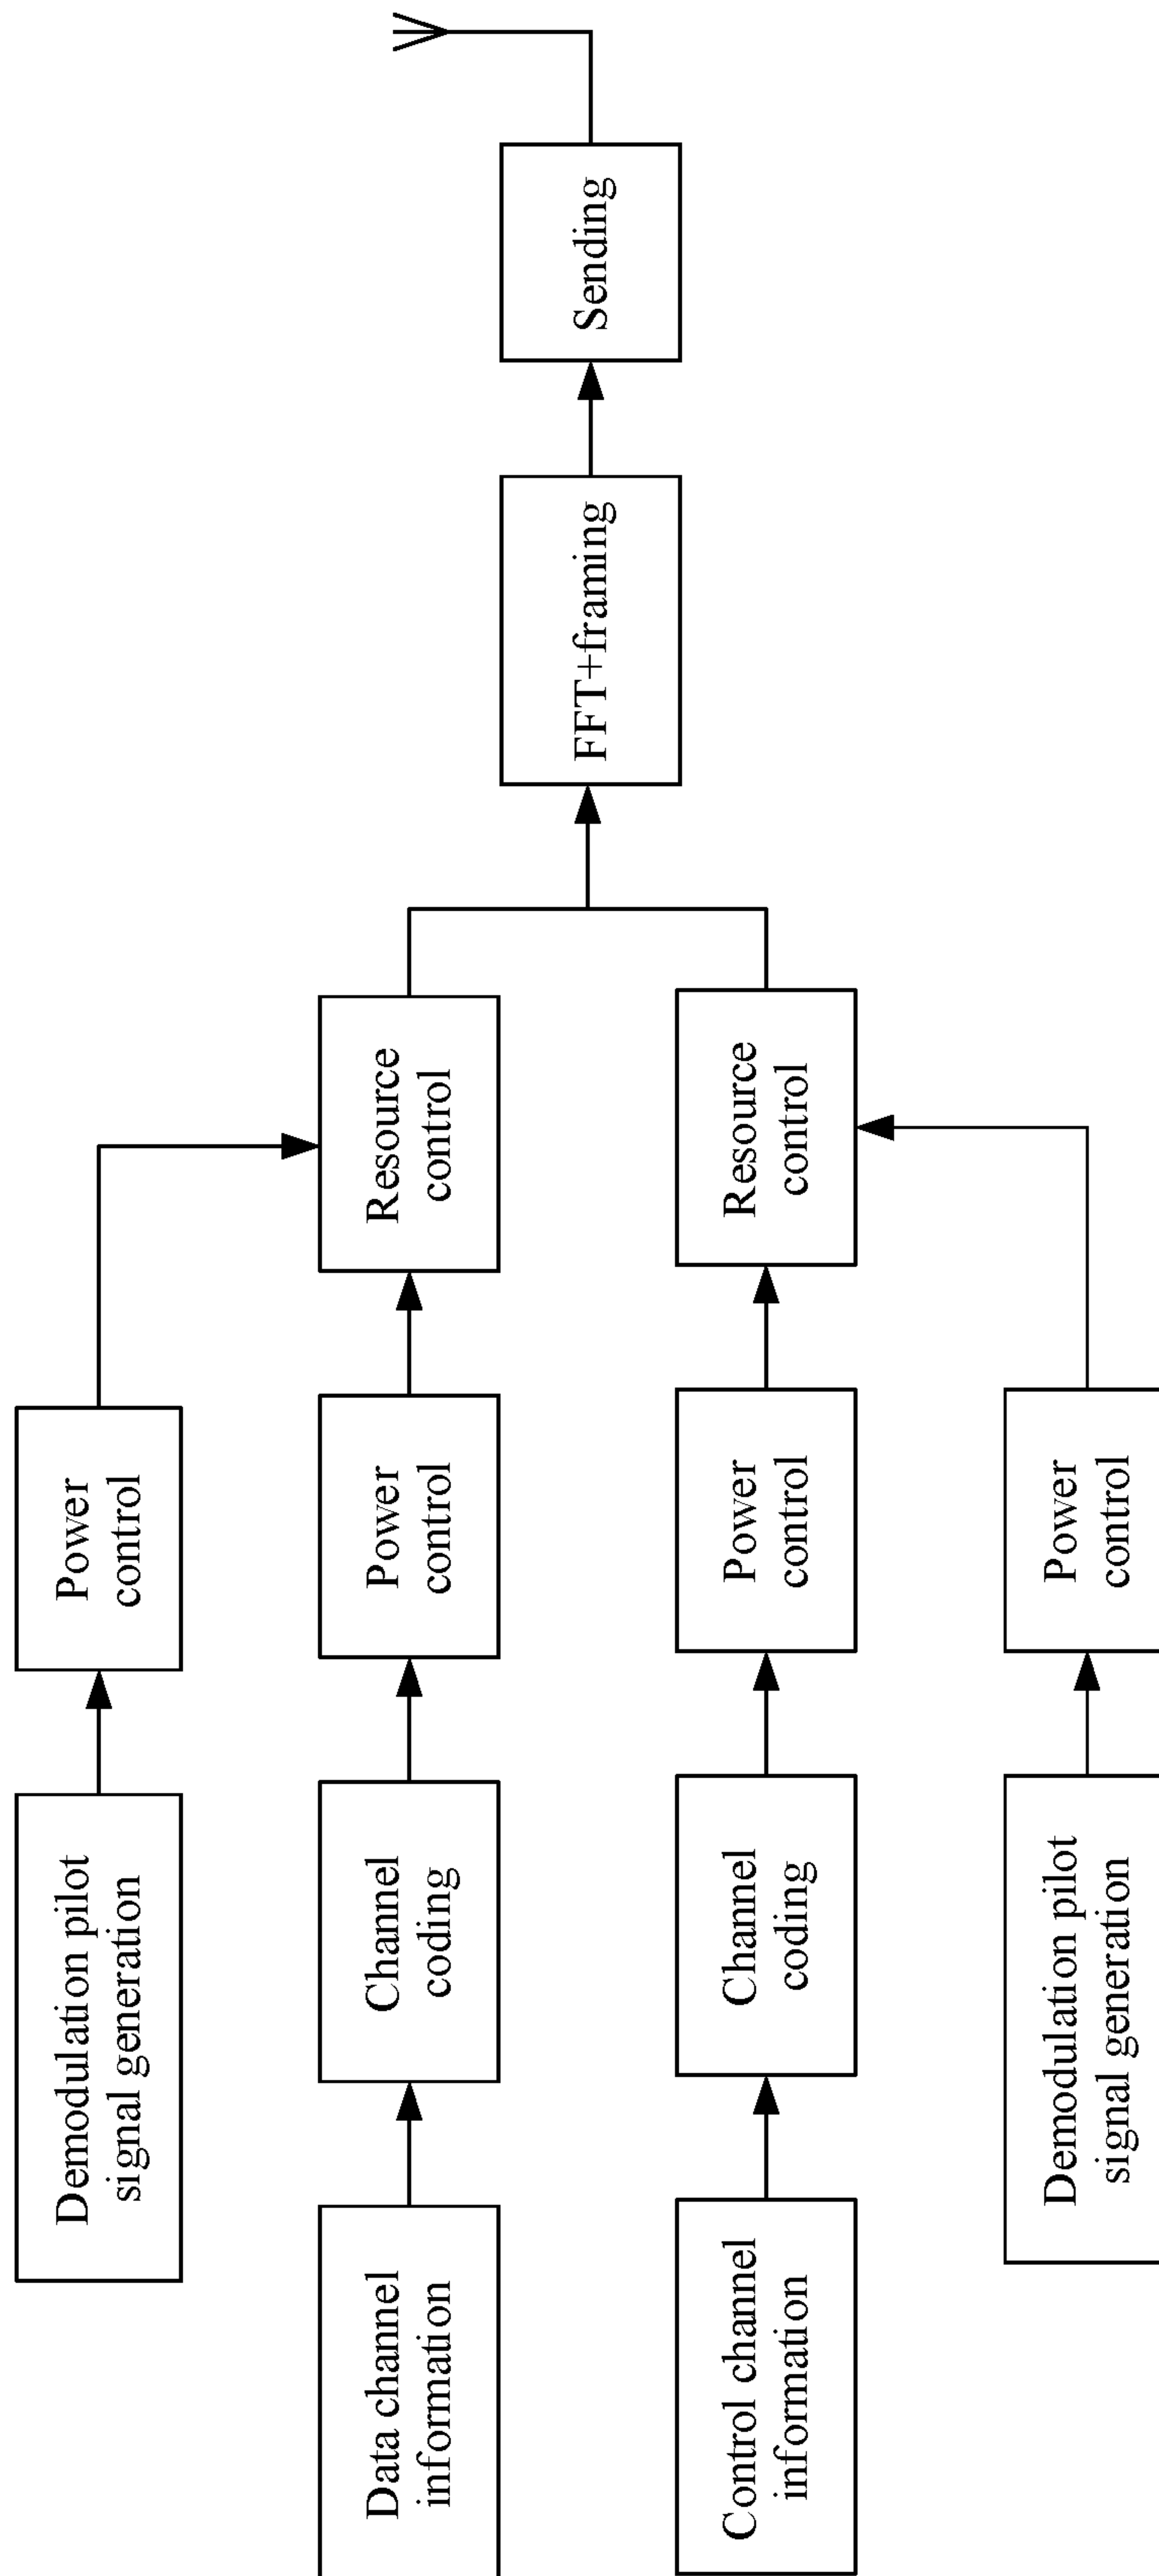 Demodulation pilot
signal generation
Power
control
Data channel
information
Channel
coding
Power
control
Resource
control
Control channel
information
Channel
coding
Power
control
Resource
control
Demodulation pilot
signal generation
Power
control
FFT+framing
Sending